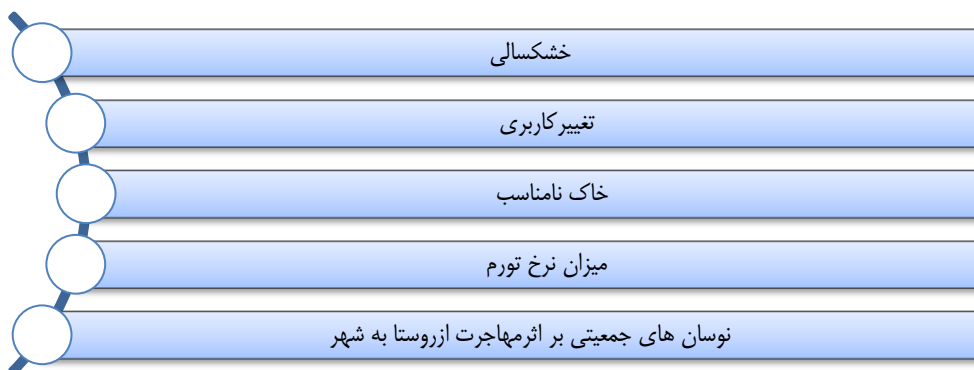 خشکسالی
تغییرکاربری
خاک نامناسب
میزان نرخ تورم
نوسان های جمعیتی بر اثرمهاجرت ازروستا به شهر